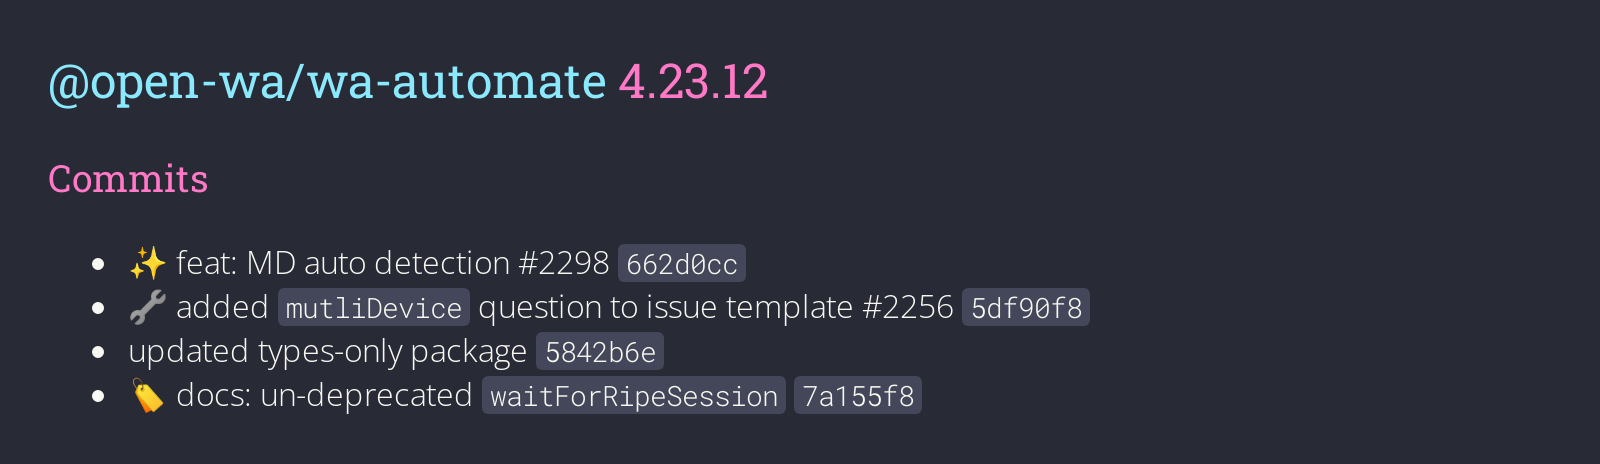 @open-wa/wa-automate 4.23.12
Commits
✨ feat: MD auto detection #2298 662d0cc
🔧 added mutliDevice question to issue template #2256 5df90f8
updated types-only package 5842b6e
🏷️ docs: un-deprecated waitForRipeSession 7a155f8